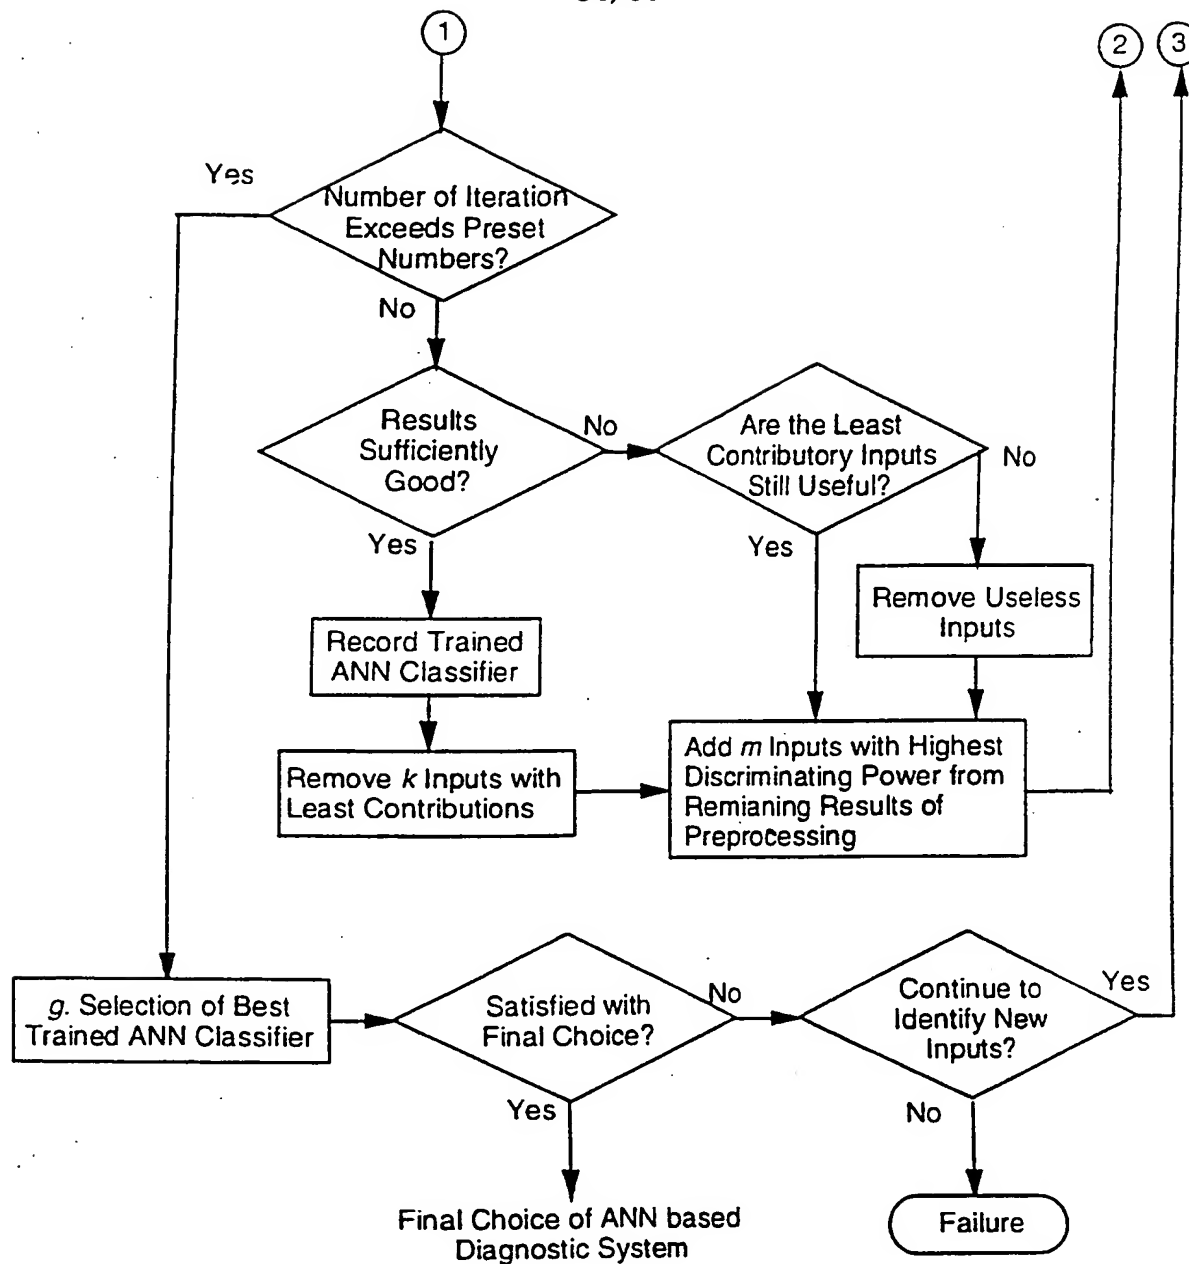 1
2
3
Yes
Number of Iteration
Exceeds Preset
Numbers?
No
Results
Sufficiently
Good?
No
Are the Least
Contributory Inputs
Still Useful?
No
Yes
Yes
Remove Useless
Inputs
Record Trained
ANN Classifier
Remove k Inputs with
Least Contributions
Add m Inputs with Highest
Discriminating Power from
Remianing Results of
Preprocessing
g. Selection of Best
Trained ANN Classifier
Satisfied with
Final Choice?
No
Continue to
Identify New
Inputs?
Yes
Yes
No
Final Choice of ANN based
Diagnostic System
Failure